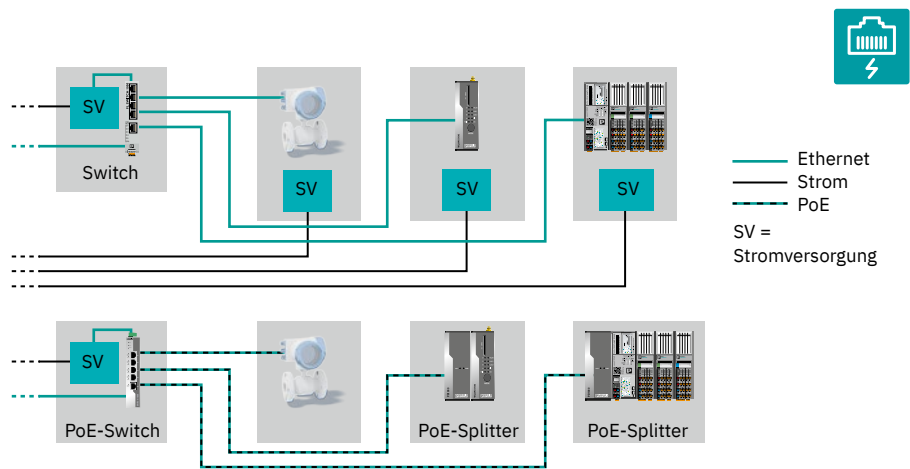 SV
Switch
SV
SV
SV
Ethernet
Strom
PoE
SV =
Stromversorgung
SV
PoE-Switch
PoE-Splitter
PoE-Splitter